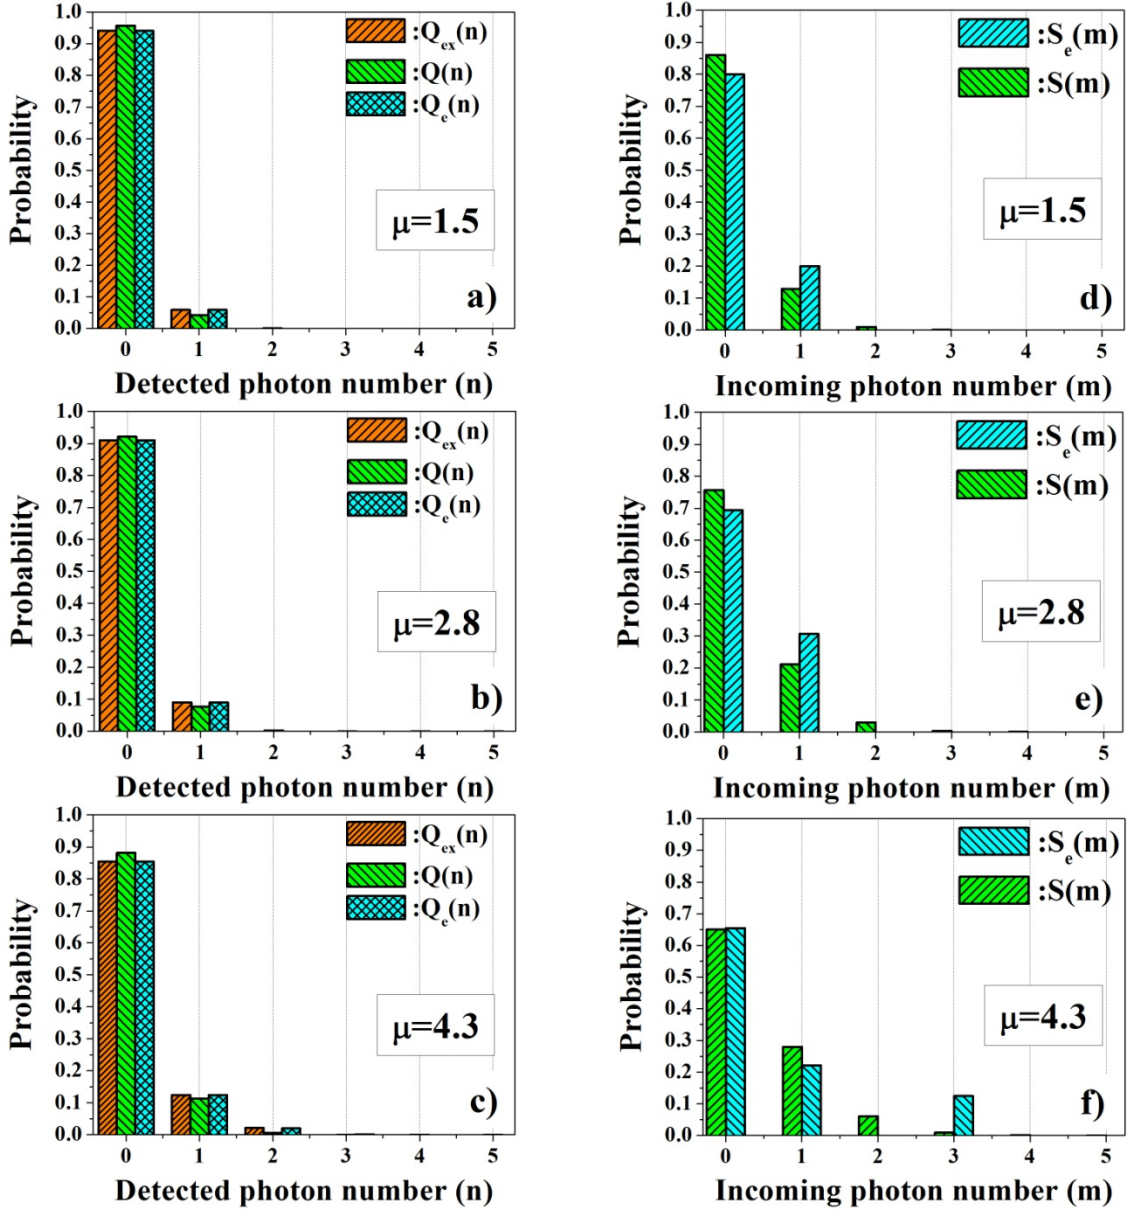 1.0
0.9
0.8
0.7
0.6
0.5
0.4
0.3
0.2
0.1
0.0
Probability
:Qex(n)
:Q(n)
:Qe(n)
μ=1.5
a)
0 1 2 3 4 5
Detected photon number (n)
1.0
0.9
0.8
0.7
0.6
0.5
0.4
0.3
0.2
0.1
0.0
Probability
:Se(m)
:S(m)
μ=1.5
d)
0 1 2 3 4 5
Incoming photon number (m)
1.0
0.9
0.8
0.7
0.6
0.5
0.4
0.3
0.2
0.1
0.0
Probability
:Qex(n)
:Q(n)
:Qe(n)
μ=2.8
b)
0 1 2 3 4 5
Detected photon number (n)
1.0
0.9
0.8
0.7
0.6
0.5
0.4
0.3
0.2
0.1
0.0
Probability
:Se(m)
:S(m)
μ=2.8
e)
0 1 2 3 4 5
Incoming photon number (m)
1.0
0.9
0.8
0.7
0.6
0.5
0.4
0.3
0.2
0.1
0.0
Probability
:Qex(n)
:Q(n)
:Qe(n)
μ=4.3
c)
0 1 2 3 4 5
Detected photon number (n)
1.0
0.9
0.8
0.7
0.6
0.5
0.4
0.3
0.2
0.1
0.0
Probability
:Se(m)
:S(m)
μ=4.3
f)
0 1 2 3 4 5
Incoming photon number (m)